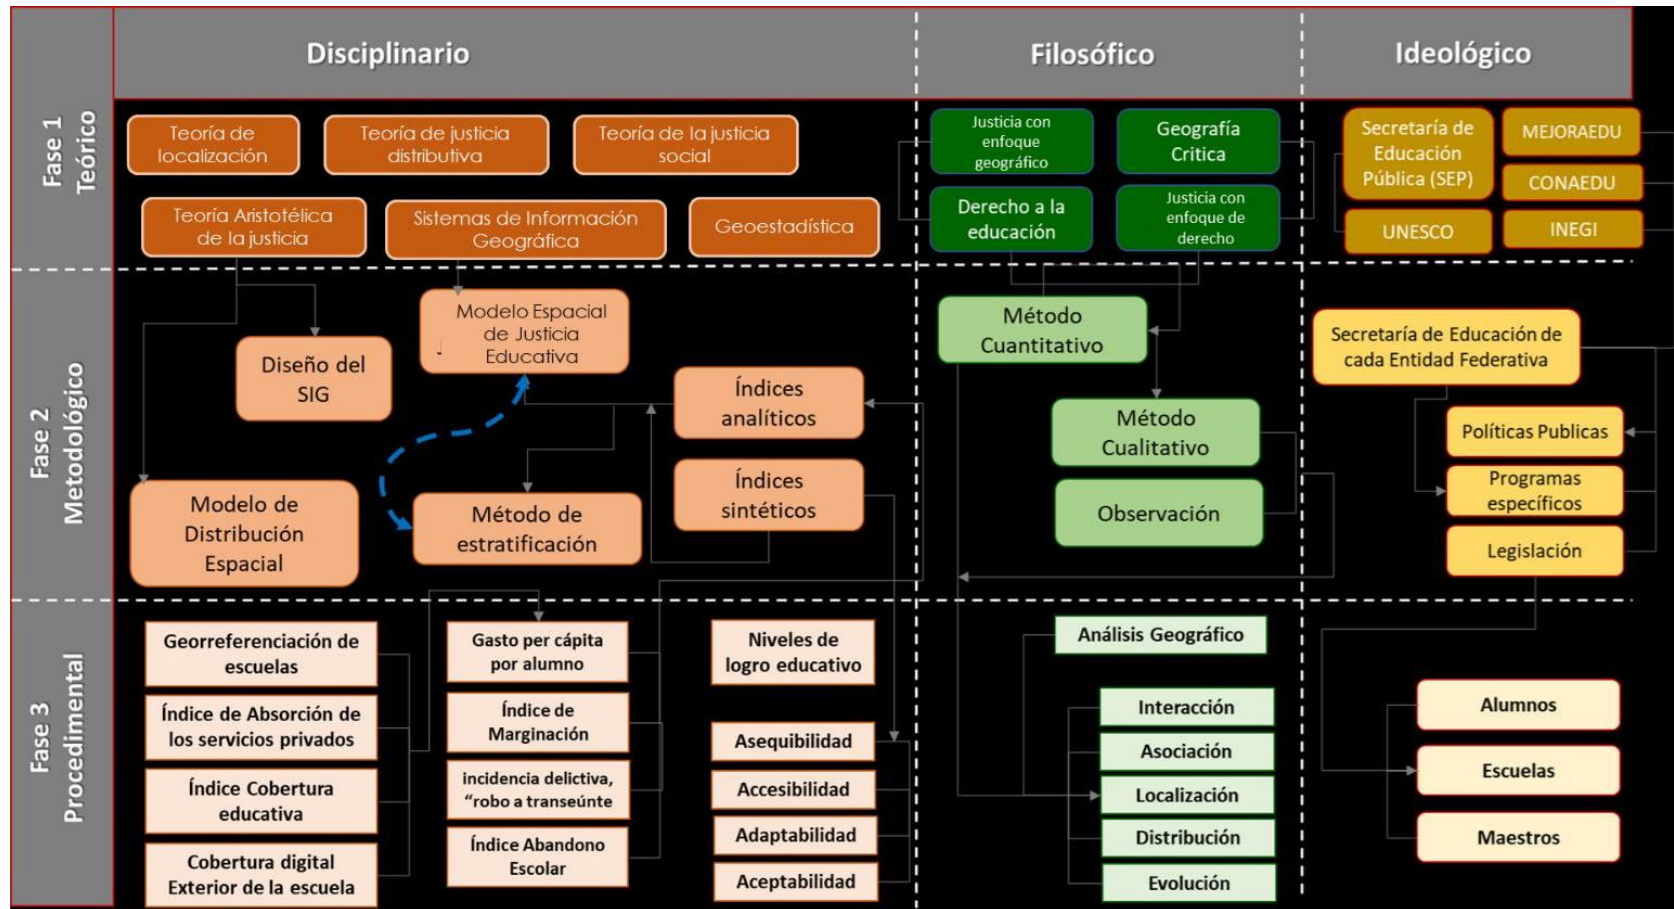 Disciplinario
Filosófico
Ideológico
Fase 1
Teórico
Teoría de
localización
Teoría de justicia
distributiva
Teoría de la justicia
social
Teoría Aristotélica
de la justicia
Sistemas de Información
Geográfica
Geoestadística
Justicia con
enfoque
geográfico
Geografía
Critica
Derecho a la
educación
Justicia con
enfoque de
derecho
Secretaría de
Educación
Pública (SEP)
MEJORAEDU
CONAEDU
UNESCO
INEGI
Fase 2
Metodológico
Diseño del
SIG
Modelo Espacial
de Justicia
Educativa
Índices
analíticos
Índices
sintéticos
Modelo de
Distribución
Espacial
Método de
estratificación
Método
Cuantitativo
Método
Cualitativo
Observación
Secretaría de Educación de
cada Entidad Federativa
Políticas Publicas
Programas
específicos
Legislación
Fase 3
Procedimental
Georreferenciación de
escuelas
Índice de Absorción de
los servicios privados
Índice Cobertura
educativa
Cobertura digital
Exterior de la escuela
Gasto per cápita
por alumno
Índice de
Marginación
incidencia delictiva,
“robo a transeúnte
Índice Abandono
Escolar
Niveles de
logro educativo
Asequibilidad
Accesibilidad
Adaptabilidad
Aceptabilidad
Análisis Geográfico
Interacción
Asociación
Localización
Distribución
Evolución
Alumnos
Escuelas
Maestros